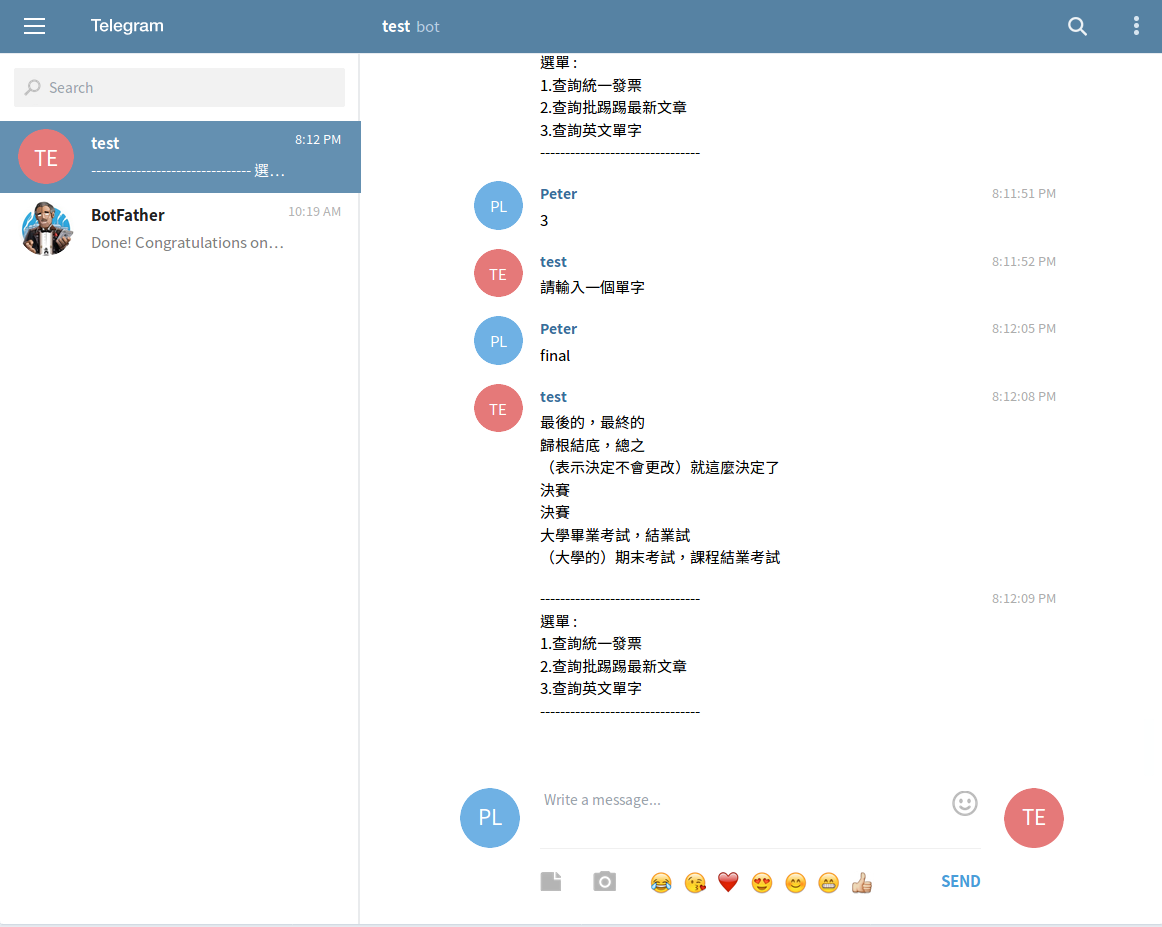 Telegram
test bot
Search
test 8:12 PM
-------------------------------- 選…
BotFather 10:19 AM
Done! Congratulations on…
選單 :
1.查詢統一發票
2.查詢批踢踢最新文章
3.查詢英文單字
--------------------------------
PL
Peter 8:11:51 PM
3
TE
test 8:11:52 PM
請輸入一個單字
PL
Peter 8:12:05 PM
final
TE
test 8:12:08 PM
最後的，最終的
歸根結底，總之
（表示決定不會更改）就這麼決定了
決賽
決賽
大學畢業考試，結業試
（大學的）期末考試，課程結業考試
-------------------------------- 8:12:09 PM
選單 :
1.查詢統一發票
2.查詢批踢踢最新文章
3.查詢英文單字
--------------------------------
PL
Write a message...
TE
SEND
TE